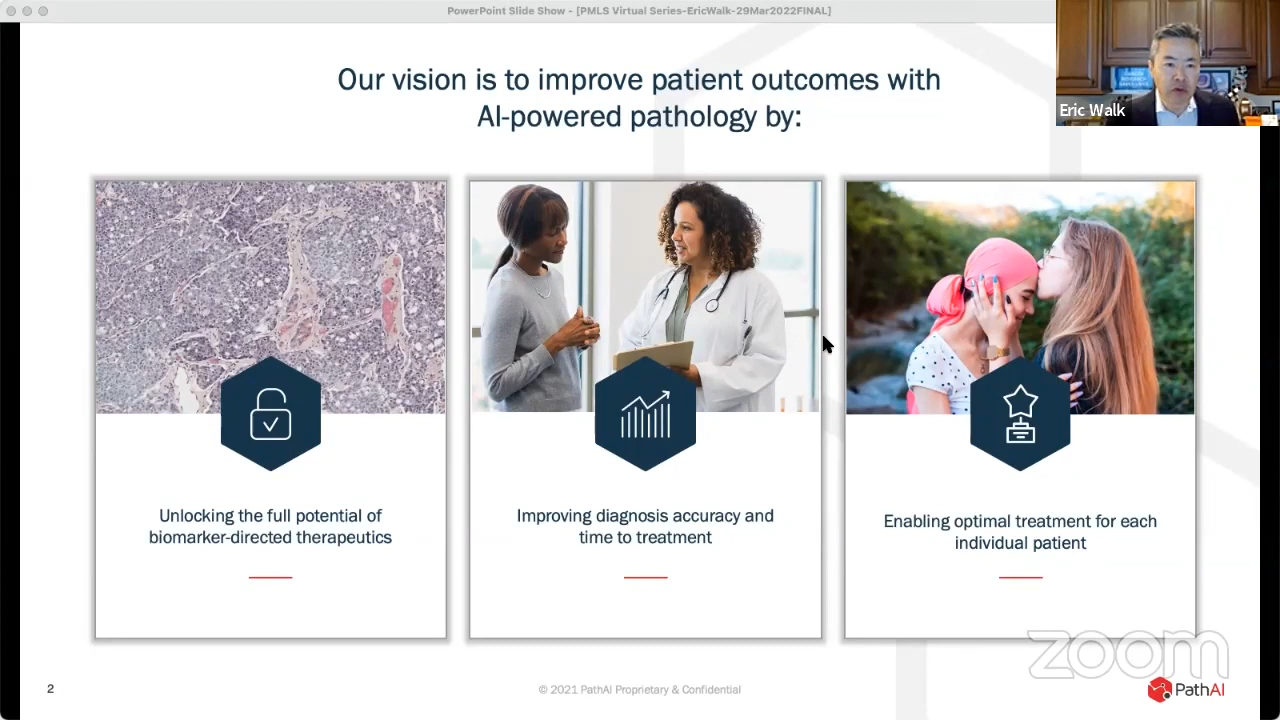 PowerPoint Slide Show - [PMLS Virtual Series-EricWalk-29Mar2022FINAL]
Eric Walk
Our vision is to improve patient outcomes with
AI-powered pathology by:
Unlocking the full potential of
biomarker-directed therapeutics
Improving diagnosis accuracy and
time to treatment
Enabling optimal treatment for each
individual patient
zoom
2
© 2021 PathAI Proprietary & Confidential
PathAI